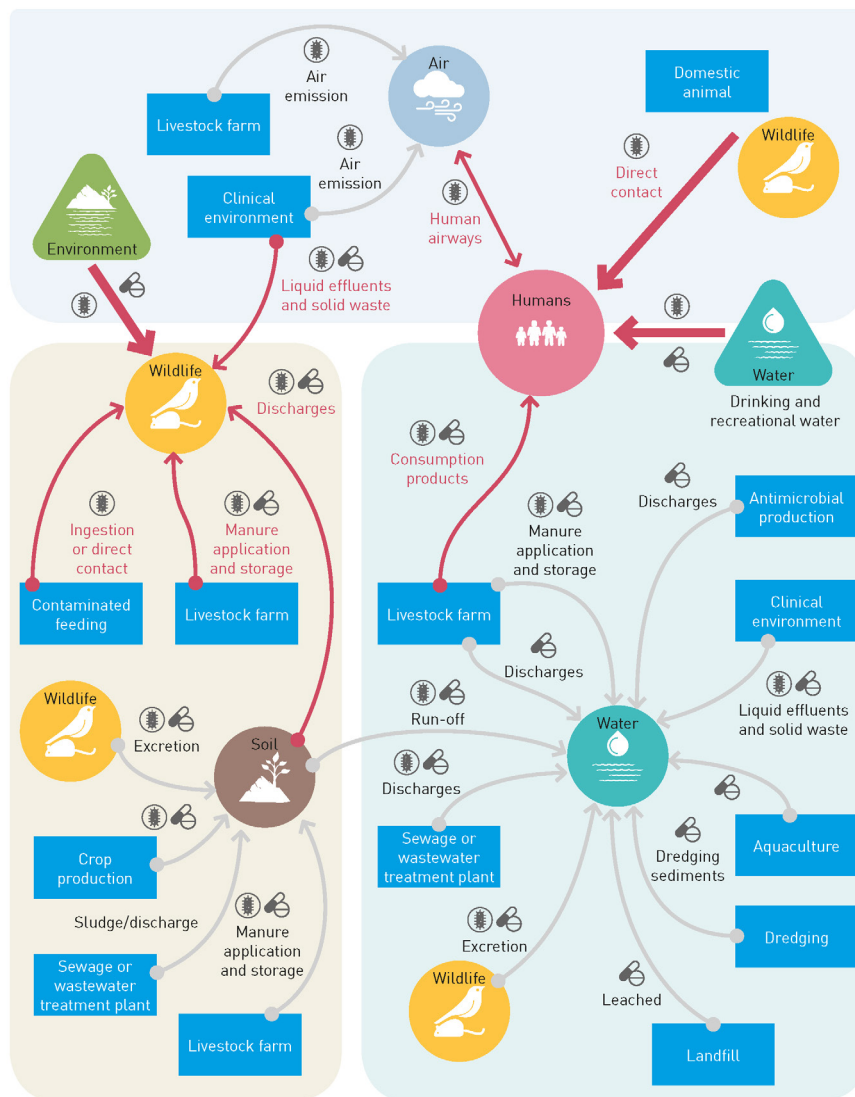 Air
Air
emission
Livestock farm
Domestic
animal
Wildlife
Air
emission
Direct
contact
Clinical
environment
Human
airways
Environment
Liquid effluents
and solid waste
Humans
Wildlife
Discharges
Water
Drinking and
recreational water
Consumption
products
Discharges
Antimicrobial
production
Ingestion
or direct
contact
Manure
application
and storage
Manure
application
and storage
Contaminated
feeding
Livestock farm
Livestock farm
Clinical
environment
Discharges
Wildlife
Excretion
Soil
Run-off
Water
Liquid effluents
and solid waste
Discharges
Crop
production
Sewage or
wastewater
treatment plant
Dredging
sediments
Aquaculture
Sludge/discharge
Manure
application
and storage
Excretion
Dredging
Sewage or
wastewater
treatment plant
Wildlife
Leached
Livestock farm
Landfill